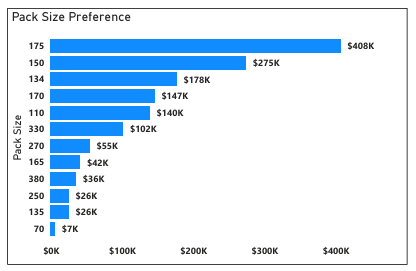 Pack Size Preference
Pack Size
175 $408K
150 $275K
134 $178K
170 $147K
110 $140K
330 $102K
270 $55K
165 $42K
380 $36K
250 $26K
135 $26K
70 $7K
$0K $100K $200K $300K $400K